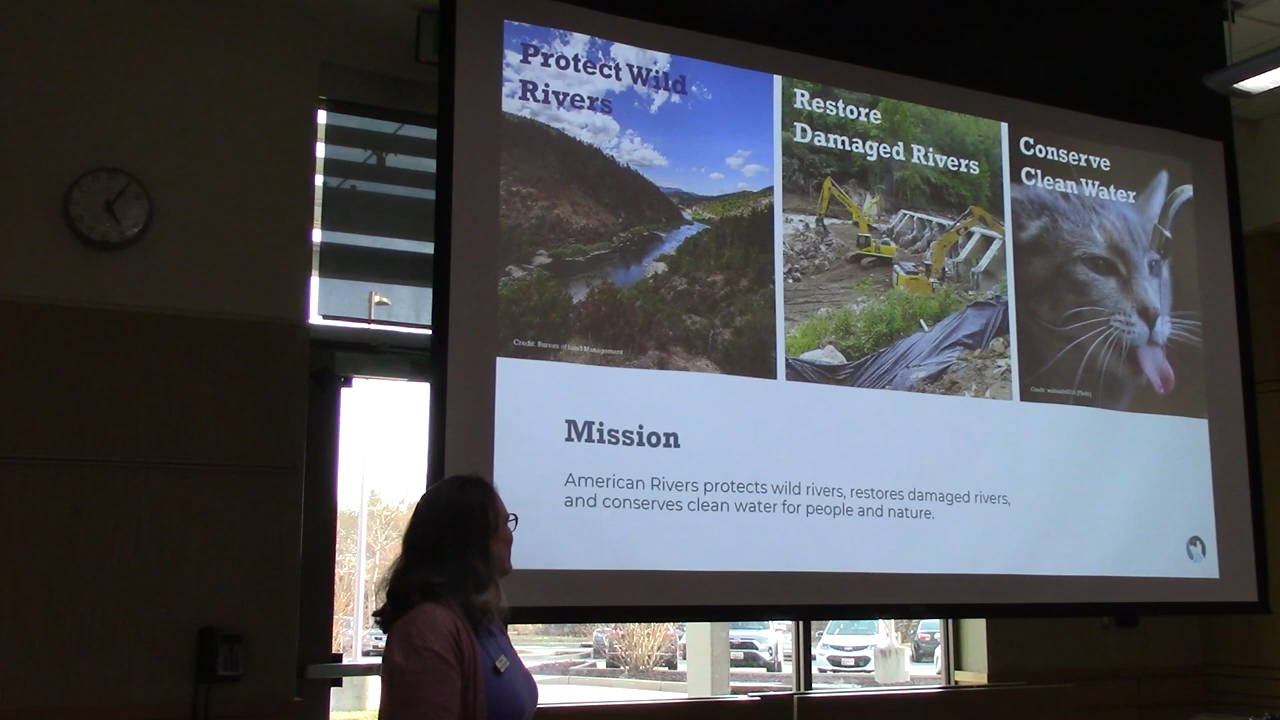 Protect Wild
Rivers
Restore
Damaged Rivers
Conserve
Clean Water
Credit: Bureau of Land Management
Mission
American Rivers protects wild rivers, restores damaged rivers,
and conserves clean water for people and nature.